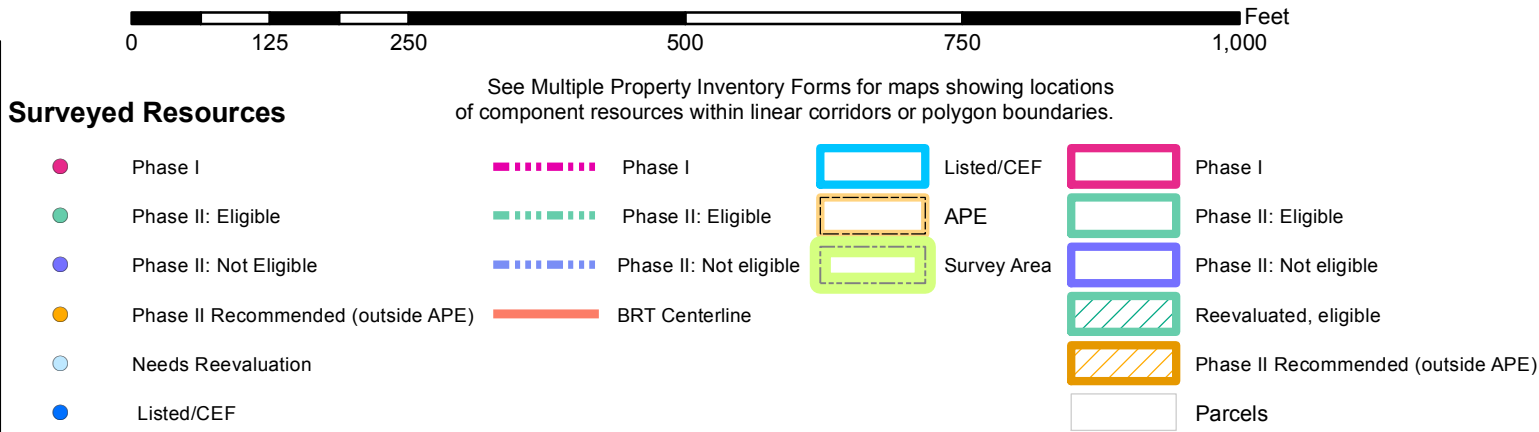 Feet
0 125 250 500 750 1,000
See Multiple Property Inventory Forms for maps showing locations
of component resources within linear corridors or polygon boundaries.
Surveyed Resources
Phase I
Phase II: Eligible
Phase II: Not Eligible
Phase II Recommended (outside APE)
Needs Reevaluation
Listed/CEF
Phase I
Phase II: Eligible
Phase II: Not eligible
BRT Centerline
Listed/CEF
APE
Survey Area
Phase I
Phase II: Eligible
Phase II: Not eligible
Reevaluated, eligible
Phase II Recommended (outside APE)
Parcels